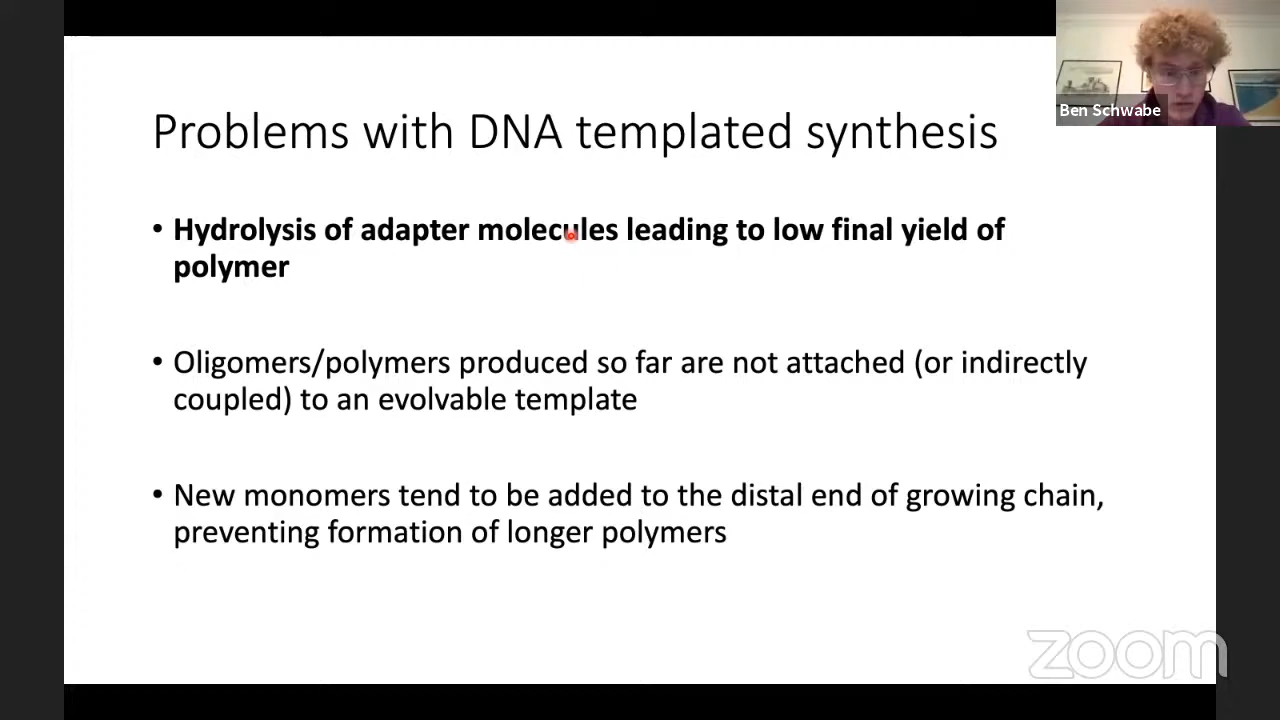 Ben Schwabe
Problems with DNA templated synthesis
• Hydrolysis of adapter molecules leading to low final yield of
polymer
• Oligomers/polymers produced so far are not attached (or indirectly
coupled) to an evolvable template
• New monomers tend to be added to the distal end of growing chain,
preventing formation of longer polymers
zoom